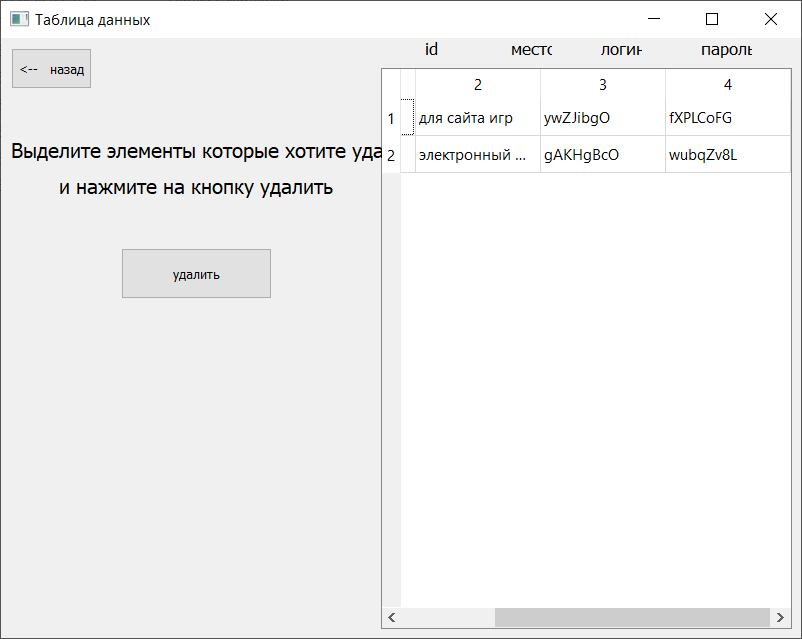 Таблица данных
<-- назад
id местс логин пароль
2 3 4
1 для сайта игр ywZJibgO fXPLCoFG
2 электронный ... gAKHgBcO wubqZv8L
Выделите элементы которые хотите уда
и нажмите на кнопку удалить
удалить